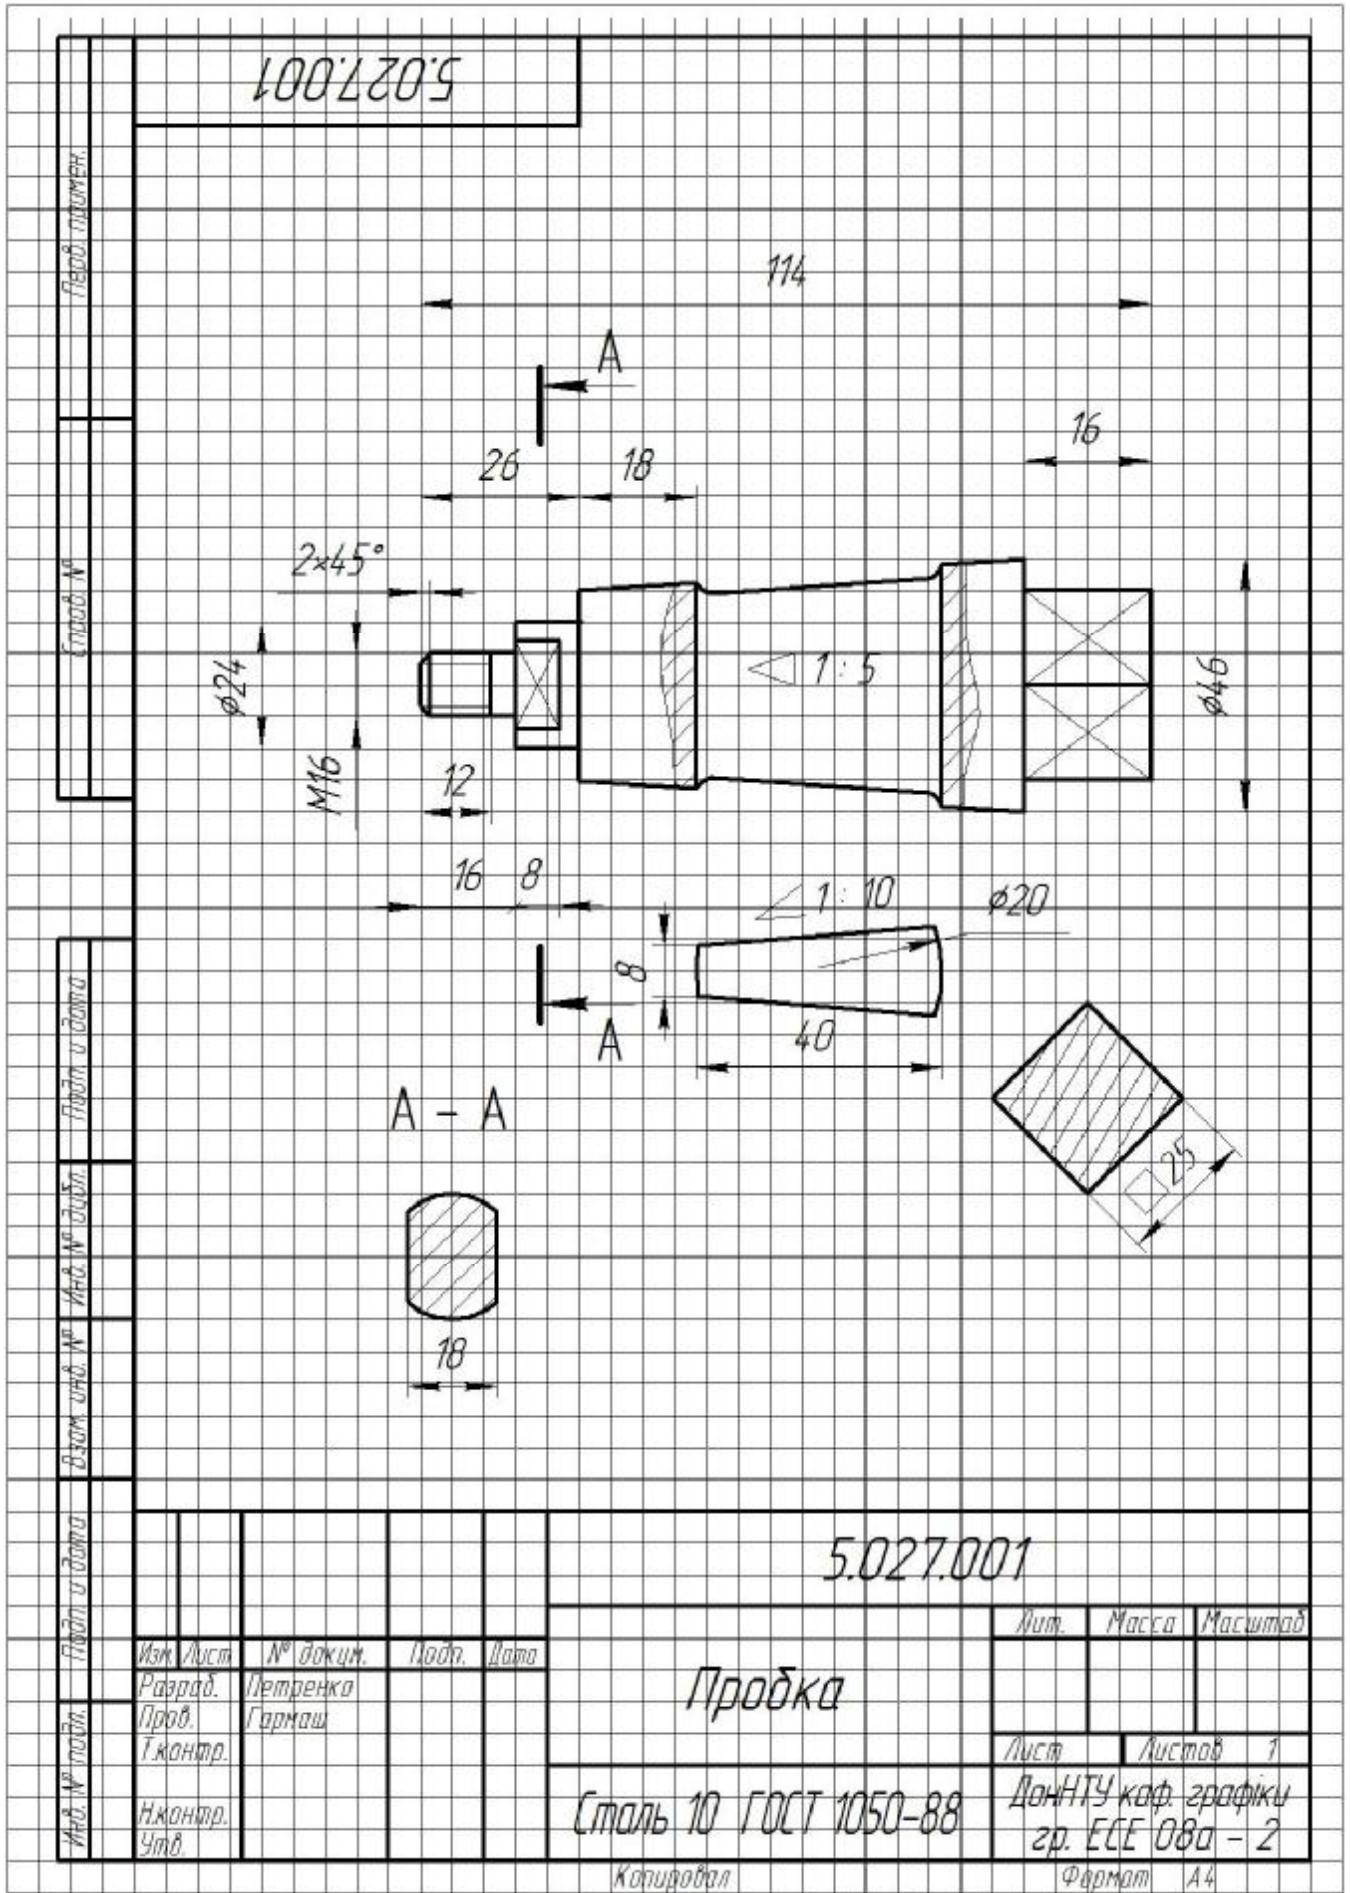 5.027.001
Перв. примен.
Справ. №
Подп. и дата
Инв. № дубл.
Взам. инв. №
Подп. и дата
Инв. № подл.
114
А
26
18
16
2×45°
⌀24
М16
1 : 5
⌀46
12
16
8
1 : 10
⌀20
8
40
А
А - А
□25
18
5.027.001
Лит.
Масса
Масштаб
Изм.
Лист
№ докум.
Подп.
Дата
Разраб.
Петренко
Пров.
Гармаш
Т.контр.
Н.контр.
Утв.
Пробка
Лист
Листов 1
Сталь 10 ГОСТ 1050-88
ДонНТУ каф. графіки
гр. ЕСЕ 08а - 2
Копировал
Формат А4